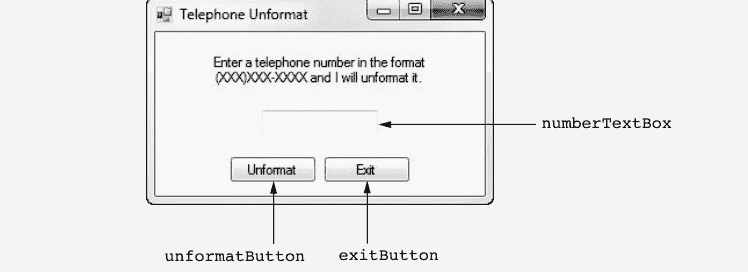 Telephone Unformat
Enter a telephone number in the format
(XXX)XXX-XXXX and I will unformat it.
numberTextBox
Unformat Exit
unformatButton exitButton